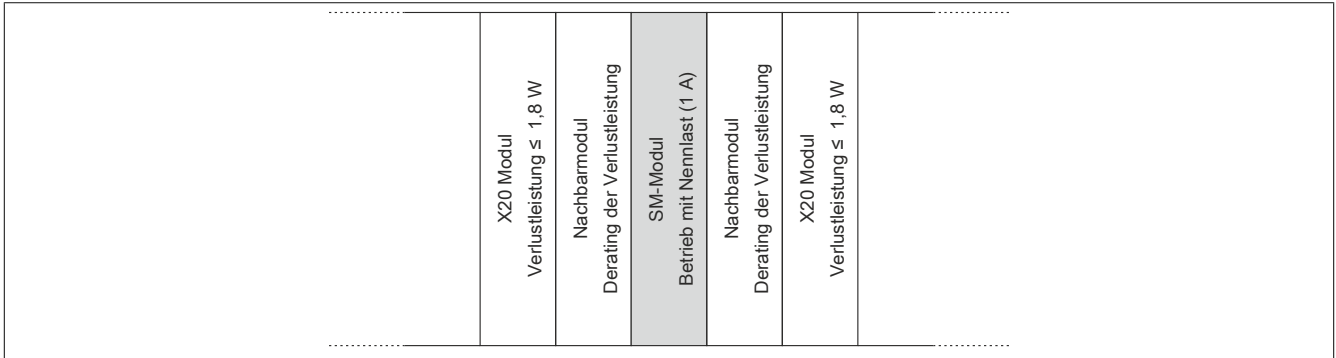 X20 Modul
Verlustleistung ≤ 1,8 W
Nachbarmodul
Derating der Verlustleistung
SM-Modul
Betrieb mit Nennlast (1 A)
Nachbarmodul
Derating der Verlustleistung
X20 Modul
Verlustleistung ≤ 1,8 W